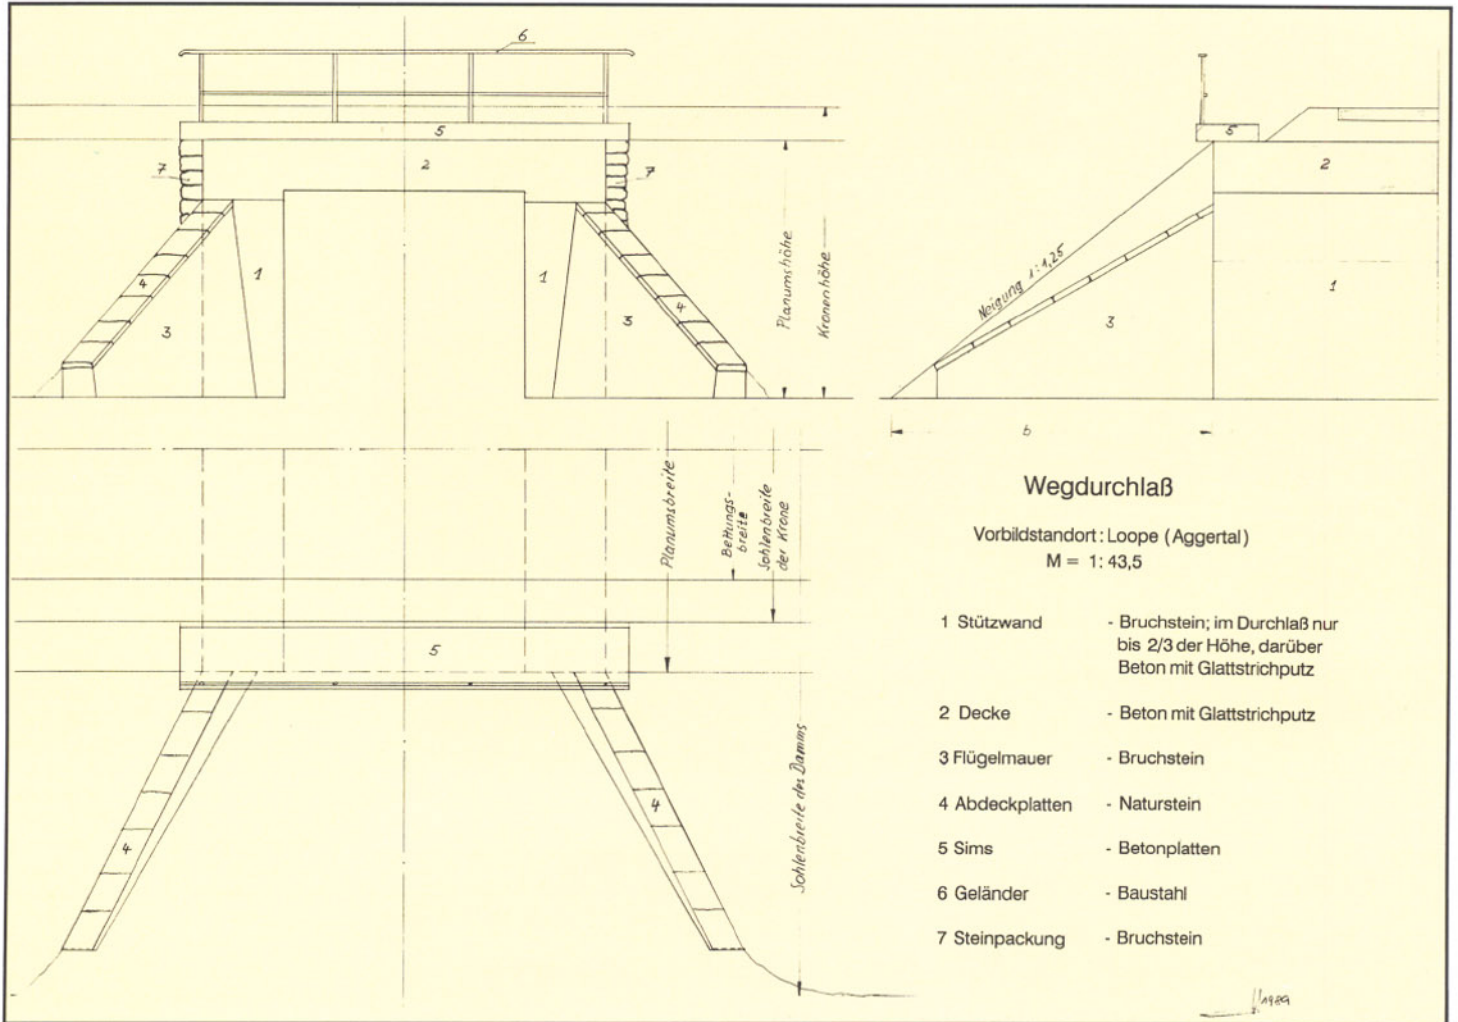 6
5
2
7
7
1
1
4
4
3
3
Planumshöhe
Kronenhöhe
5
2
Neigung 1:1,25
1
3
b
Planumsbreite
Bettungs-
breite
Sohlenbreite
der Krone
5
4
4
Sohlenbreite des Damms
Wegdurchlaß
Vorbildstandort: Loope (Aggertal)
M = 1: 43,5
1 Stützwand - Bruchstein; im Durchlaß nur
bis 2/3 der Höhe, darüber
Beton mit Glattstrichputz
2 Decke - Beton mit Glattstrichputz
3 Flügelmauer - Bruchstein
4 Abdeckplatten - Naturstein
5 Sims - Betonplatten
6 Geländer - Baustahl
7 Steinpackung - Bruchstein
1989